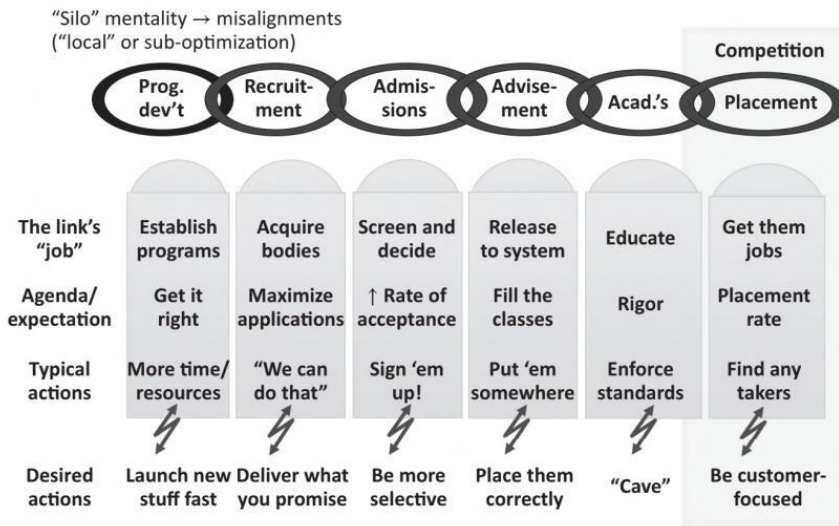 “Silo” mentality → misalignments
(“local” or sub-optimization)
Competition
Prog.
dev’t
Recruit-
ment
Admis-
sions
Advise-
ment
Acad.’s
Placement
The link’s
“job”
Establish
programs
Acquire
bodies
Screen and
decide
Release
to system
Educate
Get them
jobs
Agenda/
expectation
Get it
right
Maximize
applications
↑ Rate of
acceptance
Fill the
classes
Rigor
Placement
rate
Typical
actions
More time/
resources
“We can
do that”
Sign ‘em
up!
Put ‘em
somewhere
Enforce
standards
Find any
takers
Desired
actions
Launch new
stuff fast
Deliver what
you promise
Be more
selective
Place them
correctly
“Cave”
Be customer-
focused